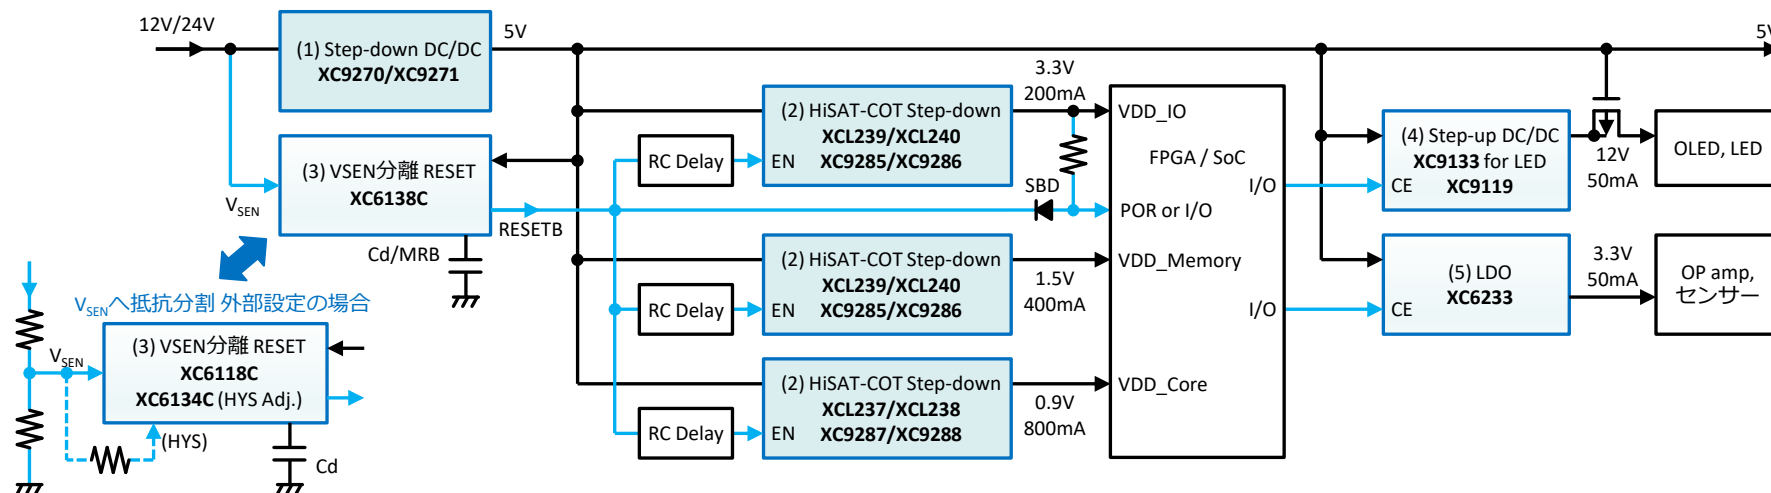 12V/24V
(1) Step-down DC/DC
XC9270/XC9271
5V
5V
(3) VSEN分離 RESET
XC6138C
VSEN
RESETB
Cd/MRB
VSENへ抵抗分割 外部設定の場合
VSEN
(3) VSEN分離 RESET
XC6118C
XC6134C (HYS Adj.)
(HYS)
Cd
RC Delay
EN
(2) HiSAT-COT Step-down
XCL239/XCL240
XC9285/XC9286
3.3V
200mA
SBD
RC Delay
EN
(2) HiSAT-COT Step-down
XCL239/XCL240
XC9285/XC9286
1.5V
400mA
RC Delay
EN
(2) HiSAT-COT Step-down
XCL237/XCL238
XC9287/XC9288
0.9V
800mA
VDD_IO
FPGA / SoC
I/O
POR or I/O
VDD_Memory
I/O
VDD_Core
(4) Step-up DC/DC
XC9133 for LED
XC9119
CE
12V
50mA
OLED, LED
(5) LDO
XC6233
CE
3.3V
50mA
OP amp,
センサー